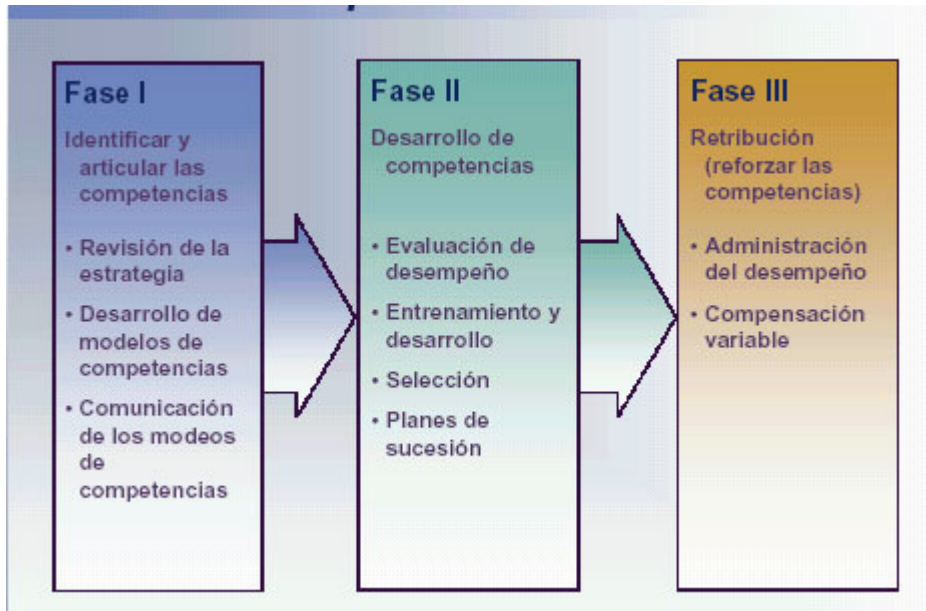 Fase I
Identificar y
articular las
competencias
• Revisión de la
estrategia
• Desarrollo de
modelos de
competencias
• Comunicación
de los modeos
de
competencias
Fase II
Desarrollo de
competencias
• Evaluación de
desempeño
• Entrenamiento y
desarrollo
• Selección
• Planes de
sucesión
Fase III
Retribución
(reforzar las
competencias)
• Administración
del desempeño
• Compensación
variable